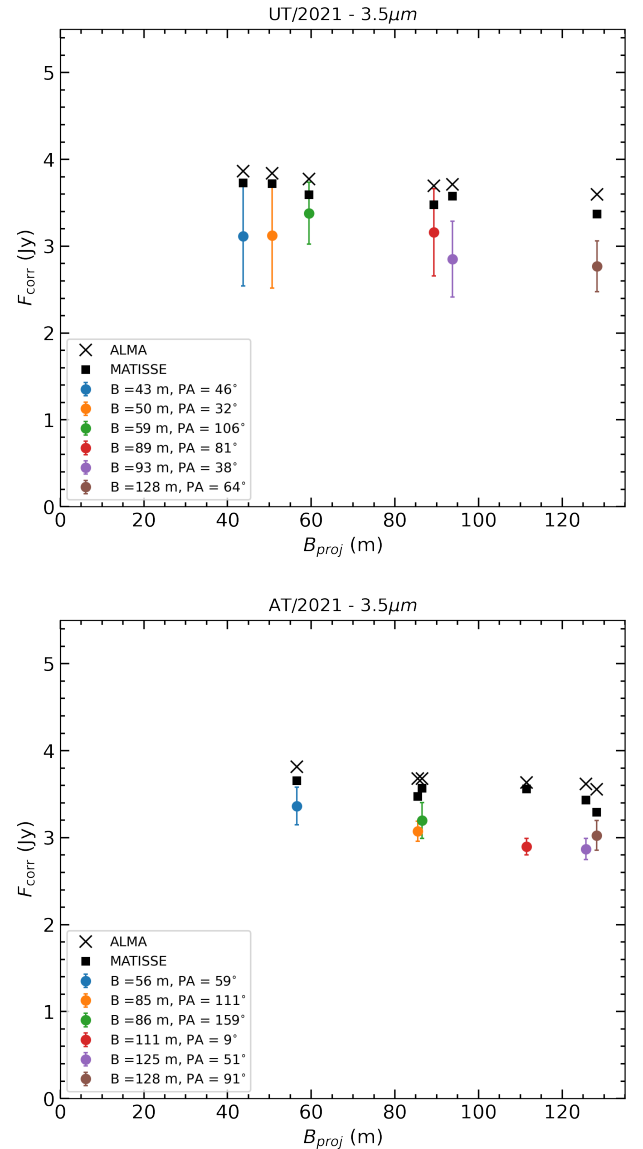 UT/2021 - 3.5μm
5
4
3
2
1
0
F_corr (Jy)
ALMA
MATISSE
B =43 m, PA = 46°
B =50 m, PA = 32°
B =59 m, PA = 106°
B =89 m, PA = 81°
B =93 m, PA = 38°
B =128 m, PA = 64°
0 20 40 60 80 100 120
B_proj (m)
AT/2021 - 3.5μm
5
4
3
2
1
0
F_corr (Jy)
ALMA
MATISSE
B =56 m, PA = 59°
B =85 m, PA = 111°
B =86 m, PA = 159°
B =111 m, PA = 9°
B =125 m, PA = 51°
B =128 m, PA = 91°
0 20 40 60 80 100 120
B_proj (m)